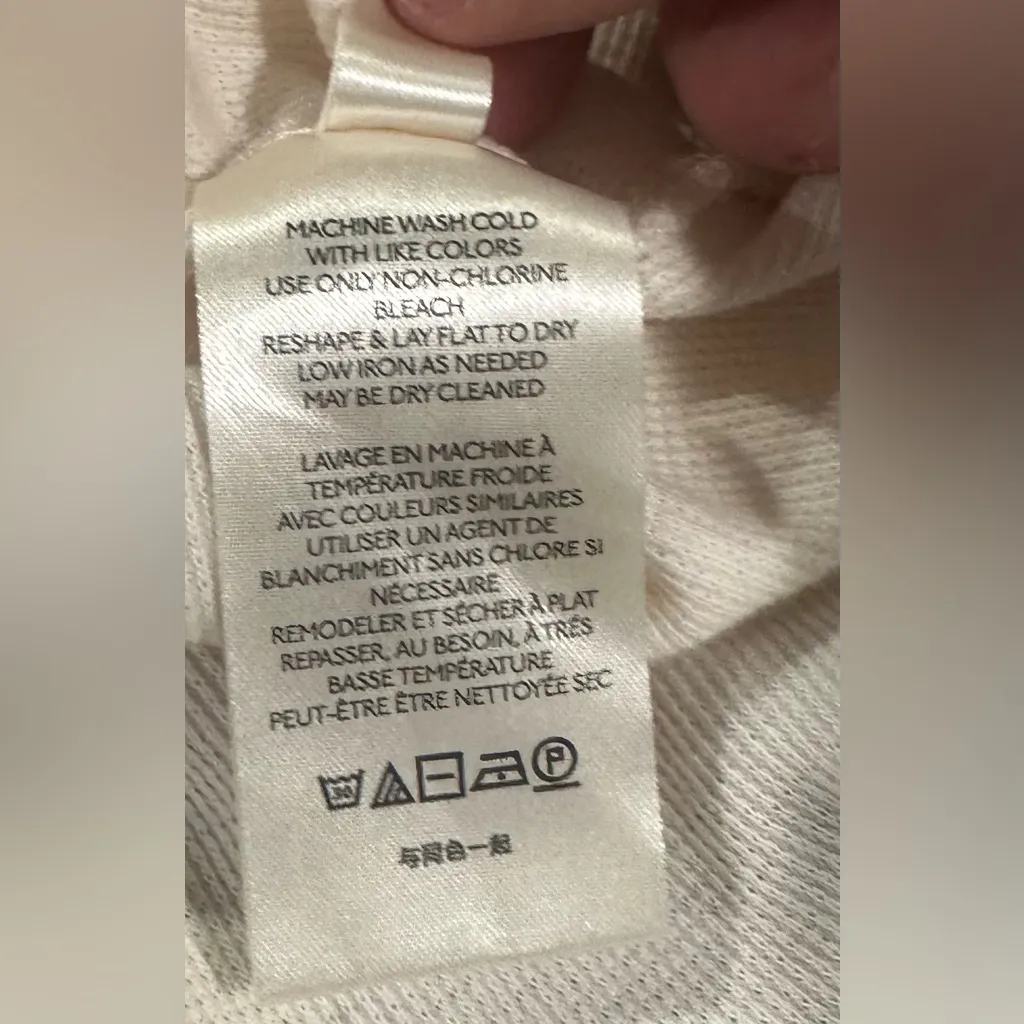 MACHINE WASH COLD
WITH LIKE COLORS
USE ONLY NON-CHLORINE
BLEACH
RESHAPE & LAY FLAT TO DRY
LOW IRON AS NEEDED
MAY BE DRY CLEANED
LAVAGE EN MACHINE À
TEMPÉRATURE FROIDE
AVEC COULEURS SIMILAIRES
UTILISER UN AGENT DE
BLANCHIMENT SANS CHLORE SI
NÉCESSAIRE
REMODELER ET SÉCHER À PLAT
REPASSER, AU BESOIN, À TRÉS
BASSE TEMPÉRATURE
PEUT-ÊTRE ÊTRE NETTOYÉE SEC
30 P
与同色一起